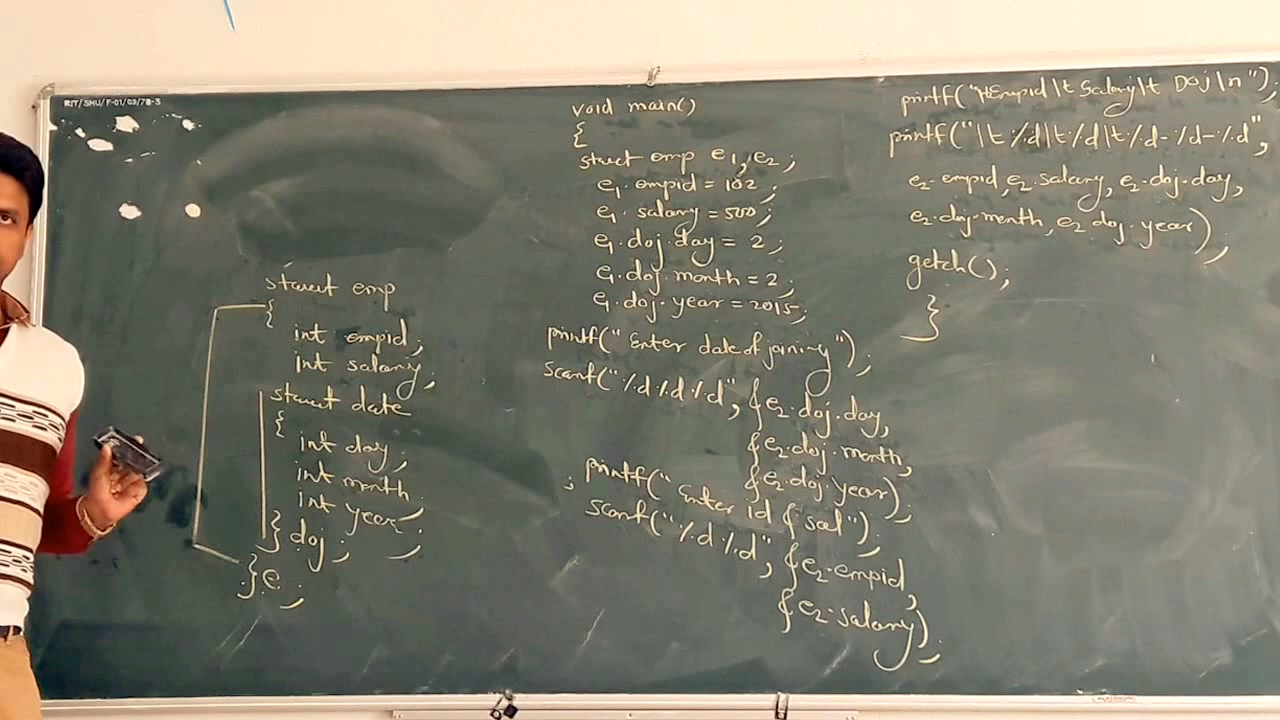 RIT/SHU/F-01/03/7B-3
struct emp
{
int empid;
int salary;
struct date
{
int day;
int month;
int year;
} doj;
}e;
void main()
{
struct emp e1,e2;
e1.empid = 102;
e1.salary = 500;
e1.doj.day = 2;
e1.doj.month = 2;
e1.doj.year = 2015;
printf("Enter date of joining");
scanf("%d%d%d", &e2.doj.day,
&e2.doj.month,
&e2.doj.year);
; printf("Enter id & sal");
scanf("%d%d", &e2.empid,
&e2.salary);
printf("\tEmpid\t Salary\t Doj\n");
printf("\t%d\t%d\t%d-%d-%d",
e2.empid, e2.salary, e2.doj.day,
e2.doj.month, e2.doj.year);
getch();
}